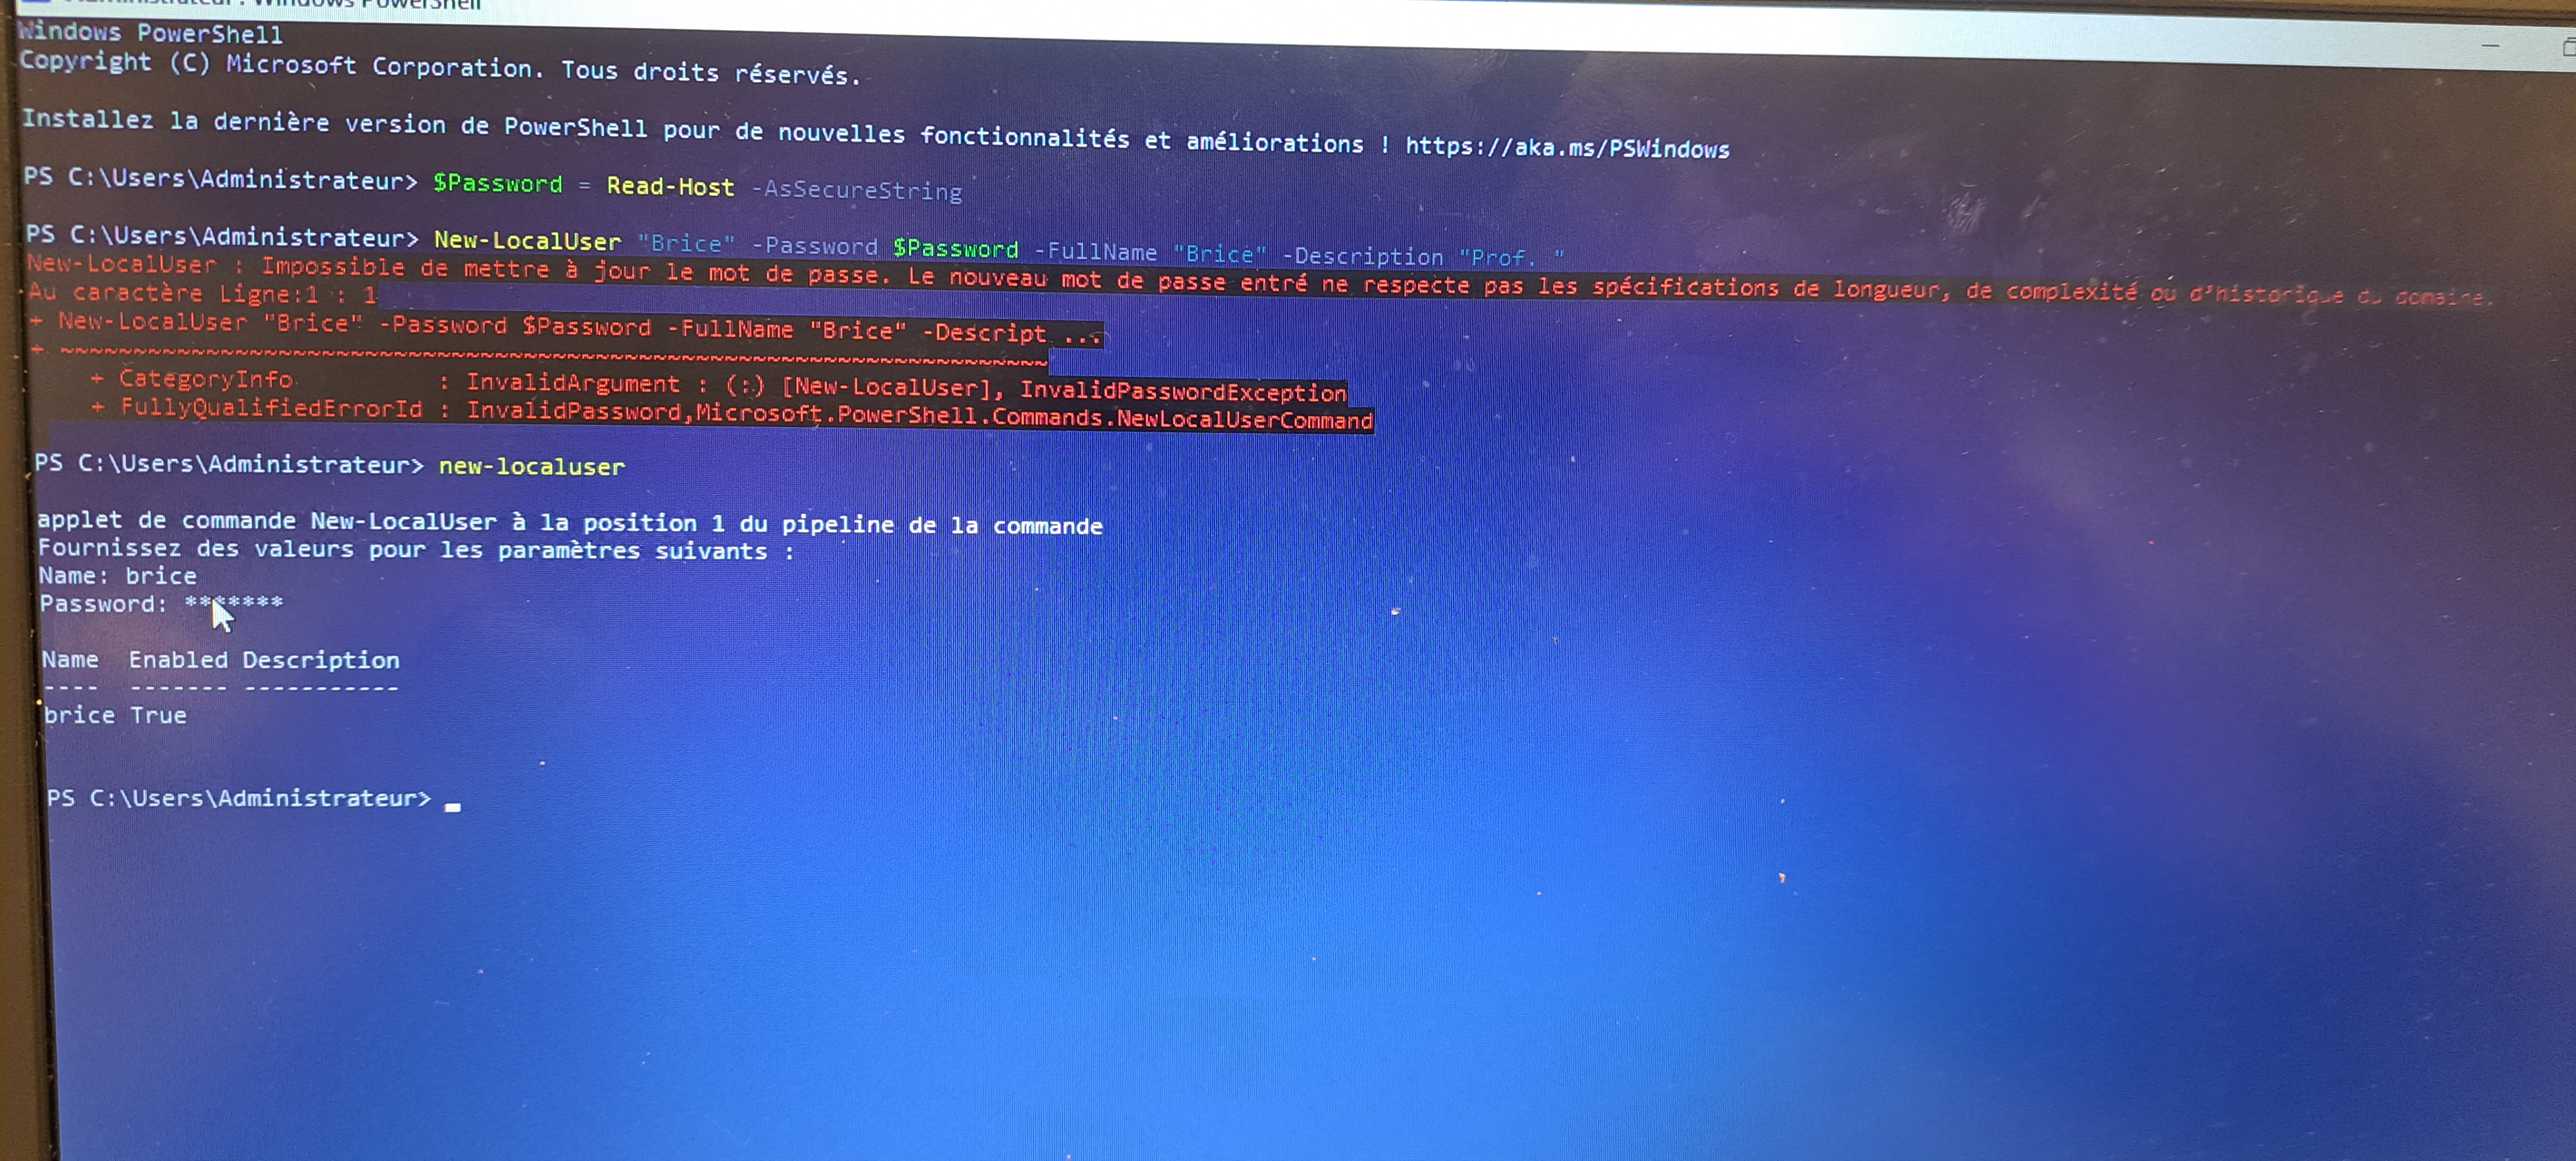 Administrateur : Windows PowerShell
Windows PowerShell
Copyright (C) Microsoft Corporation. Tous droits réservés.
Installez la dernière version de PowerShell pour de nouvelles fonctionnalités et améliorations ! https://aka.ms/PSWindows
PS C:\Users\Administrateur> $Password = Read-Host -AsSecureString
PS C:\Users\Administrateur> New-LocalUser "Brice" -Password $Password -FullName "Brice" -Description "Prof. "
New-LocalUser : Impossible de mettre à jour le mot de passe. Le nouveau mot de passe entré ne respecte pas les spécifications de longueur, de complexité ou d'historique du domaine.
Au caractère Ligne:1 : 1
+ New-LocalUser "Brice" -Password $Password -FullName "Brice" -Descript ...
+ ~~~~~~~~~~~~~~~~~~~~~~~~~~~~~~~~~~~~~~~~~~~~~~~~~~~~~~~~~~~~~~~~~~~~~
+ CategoryInfo : InvalidArgument : (:) [New-LocalUser], InvalidPasswordException
+ FullyQualifiedErrorId : InvalidPassword,Microsoft.PowerShell.Commands.NewLocalUserCommand
PS C:\Users\Administrateur> new-localuser
applet de commande New-LocalUser à la position 1 du pipeline de la commande
Fournissez des valeurs pour les paramètres suivants :
Name: brice
Password: *******
Name Enabled Description
---- ------- -----------
brice True
PS C:\Users\Administrateur>